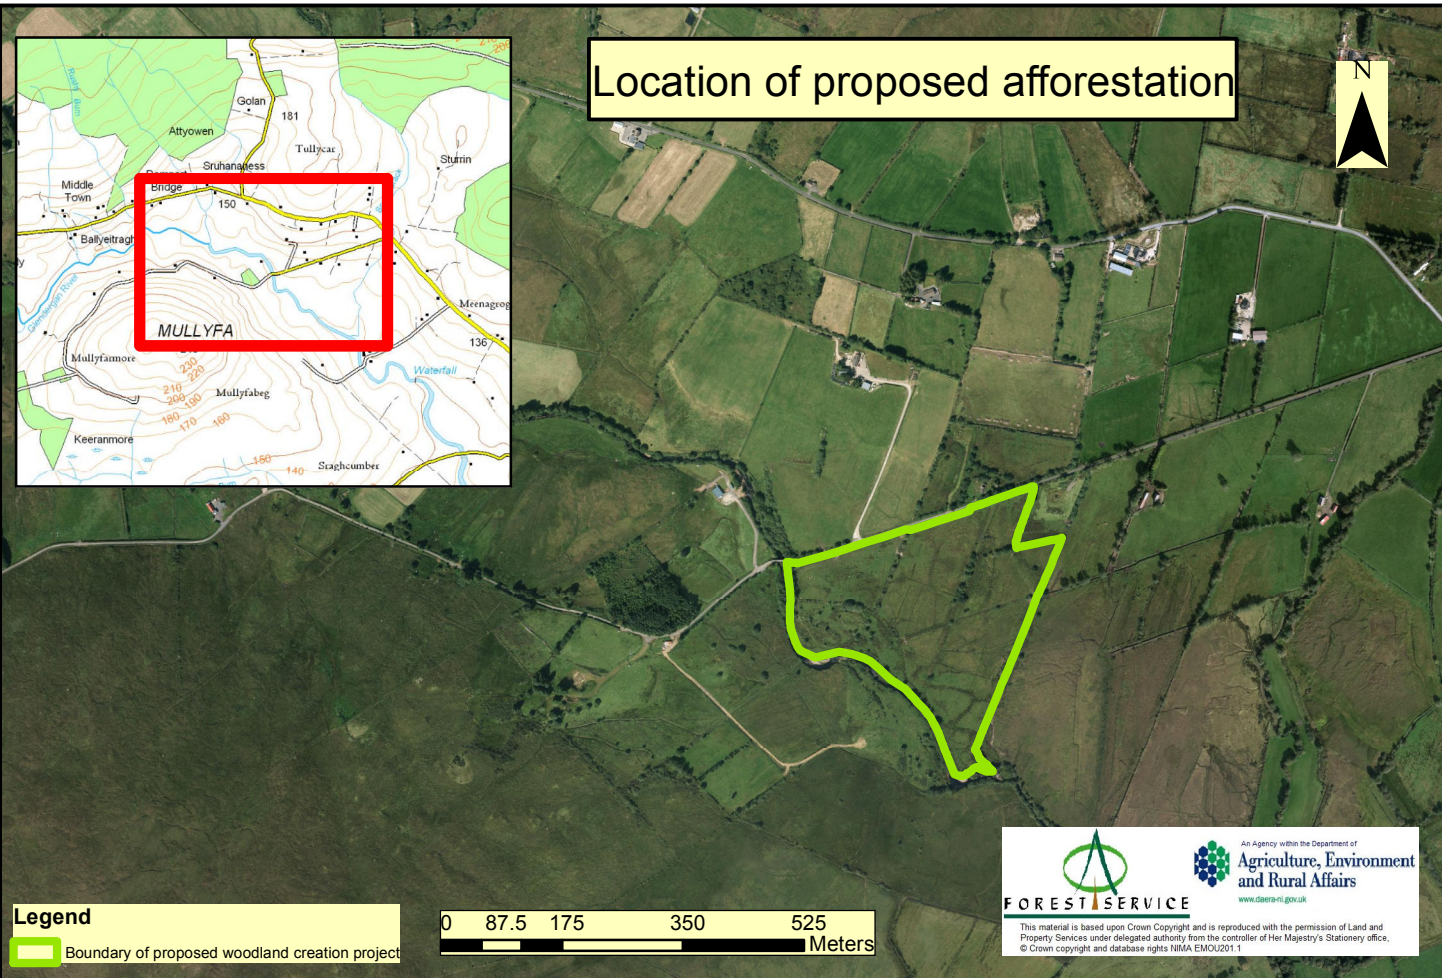 Location of proposed afforestation
N
Golan
181
Attyowen
Tullycar
Sturrin
Sruhanagess
Middle
Town
Bridge
150
Ballyeitragh
Glendergan River
MULLYFA
Meenagrog
136
Mullyfamore
230
220
210
200
190
Mullyfabeg
180
170
160
Waterfall
Keeranmore
150
140
Sraghcumber
Legend
Boundary of proposed woodland creation project
0 87.5 175 350 525
Meters
An Agency within the Department of
Agriculture, Environment
and Rural Affairs
www.daera-ni.gov.uk
FOREST SERVICE
This material is based upon Crown Copyright and is reproduced with the permission of Land and
Property Services under delegated authority from the controller of Her Majesty's Stationery office,
© Crown copyright and database rights NIMA EMOU201.1